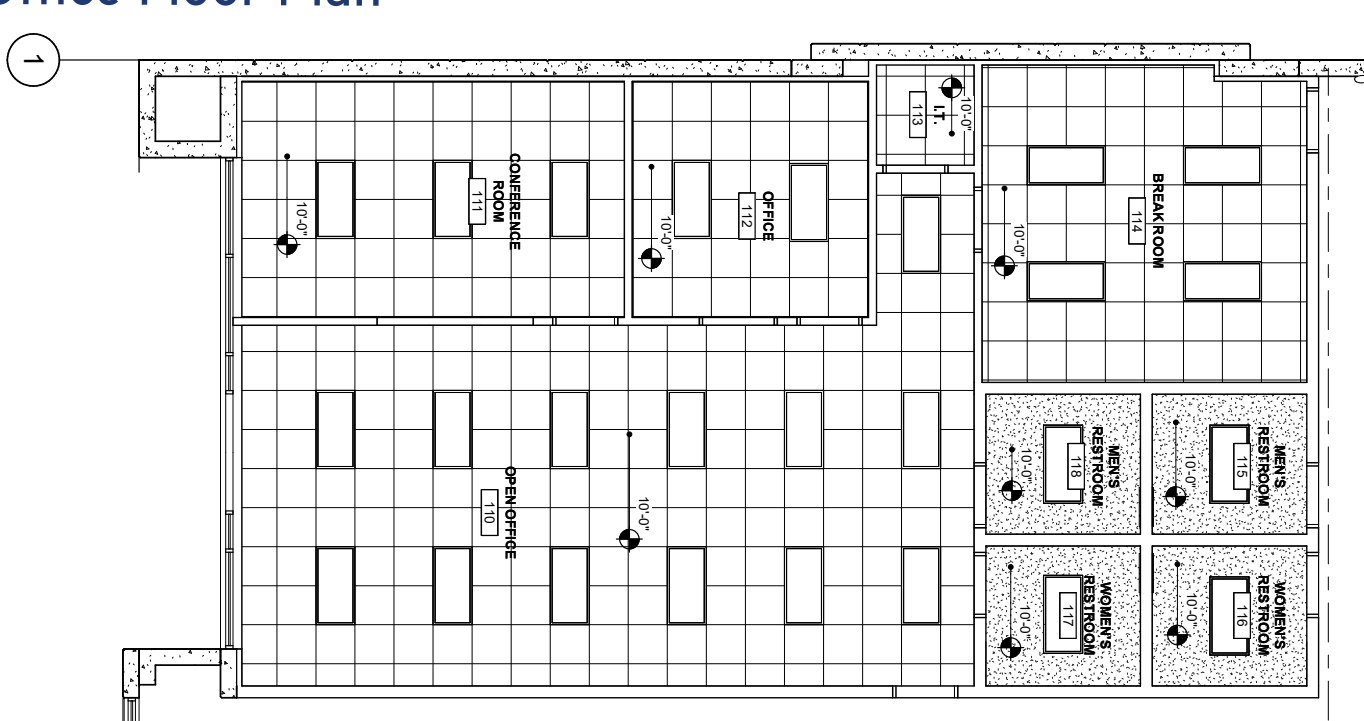 Office Floor Plan
1
CONFERENCE
ROOM
111
10'-0"
OFFICE
112
10'-0"
I.T.
113
10'-0"
BREAKROOM
114
10'-0"
OPEN OFFICE
110
10'-0"
MEN'S
RESTROOM
118
10'-0"
MEN'S
RESTROOM
115
10'-0"
WOMEN'S
RESTROOM
117
10'-0"
WOMEN'S
RESTROOM
116
10'-0"